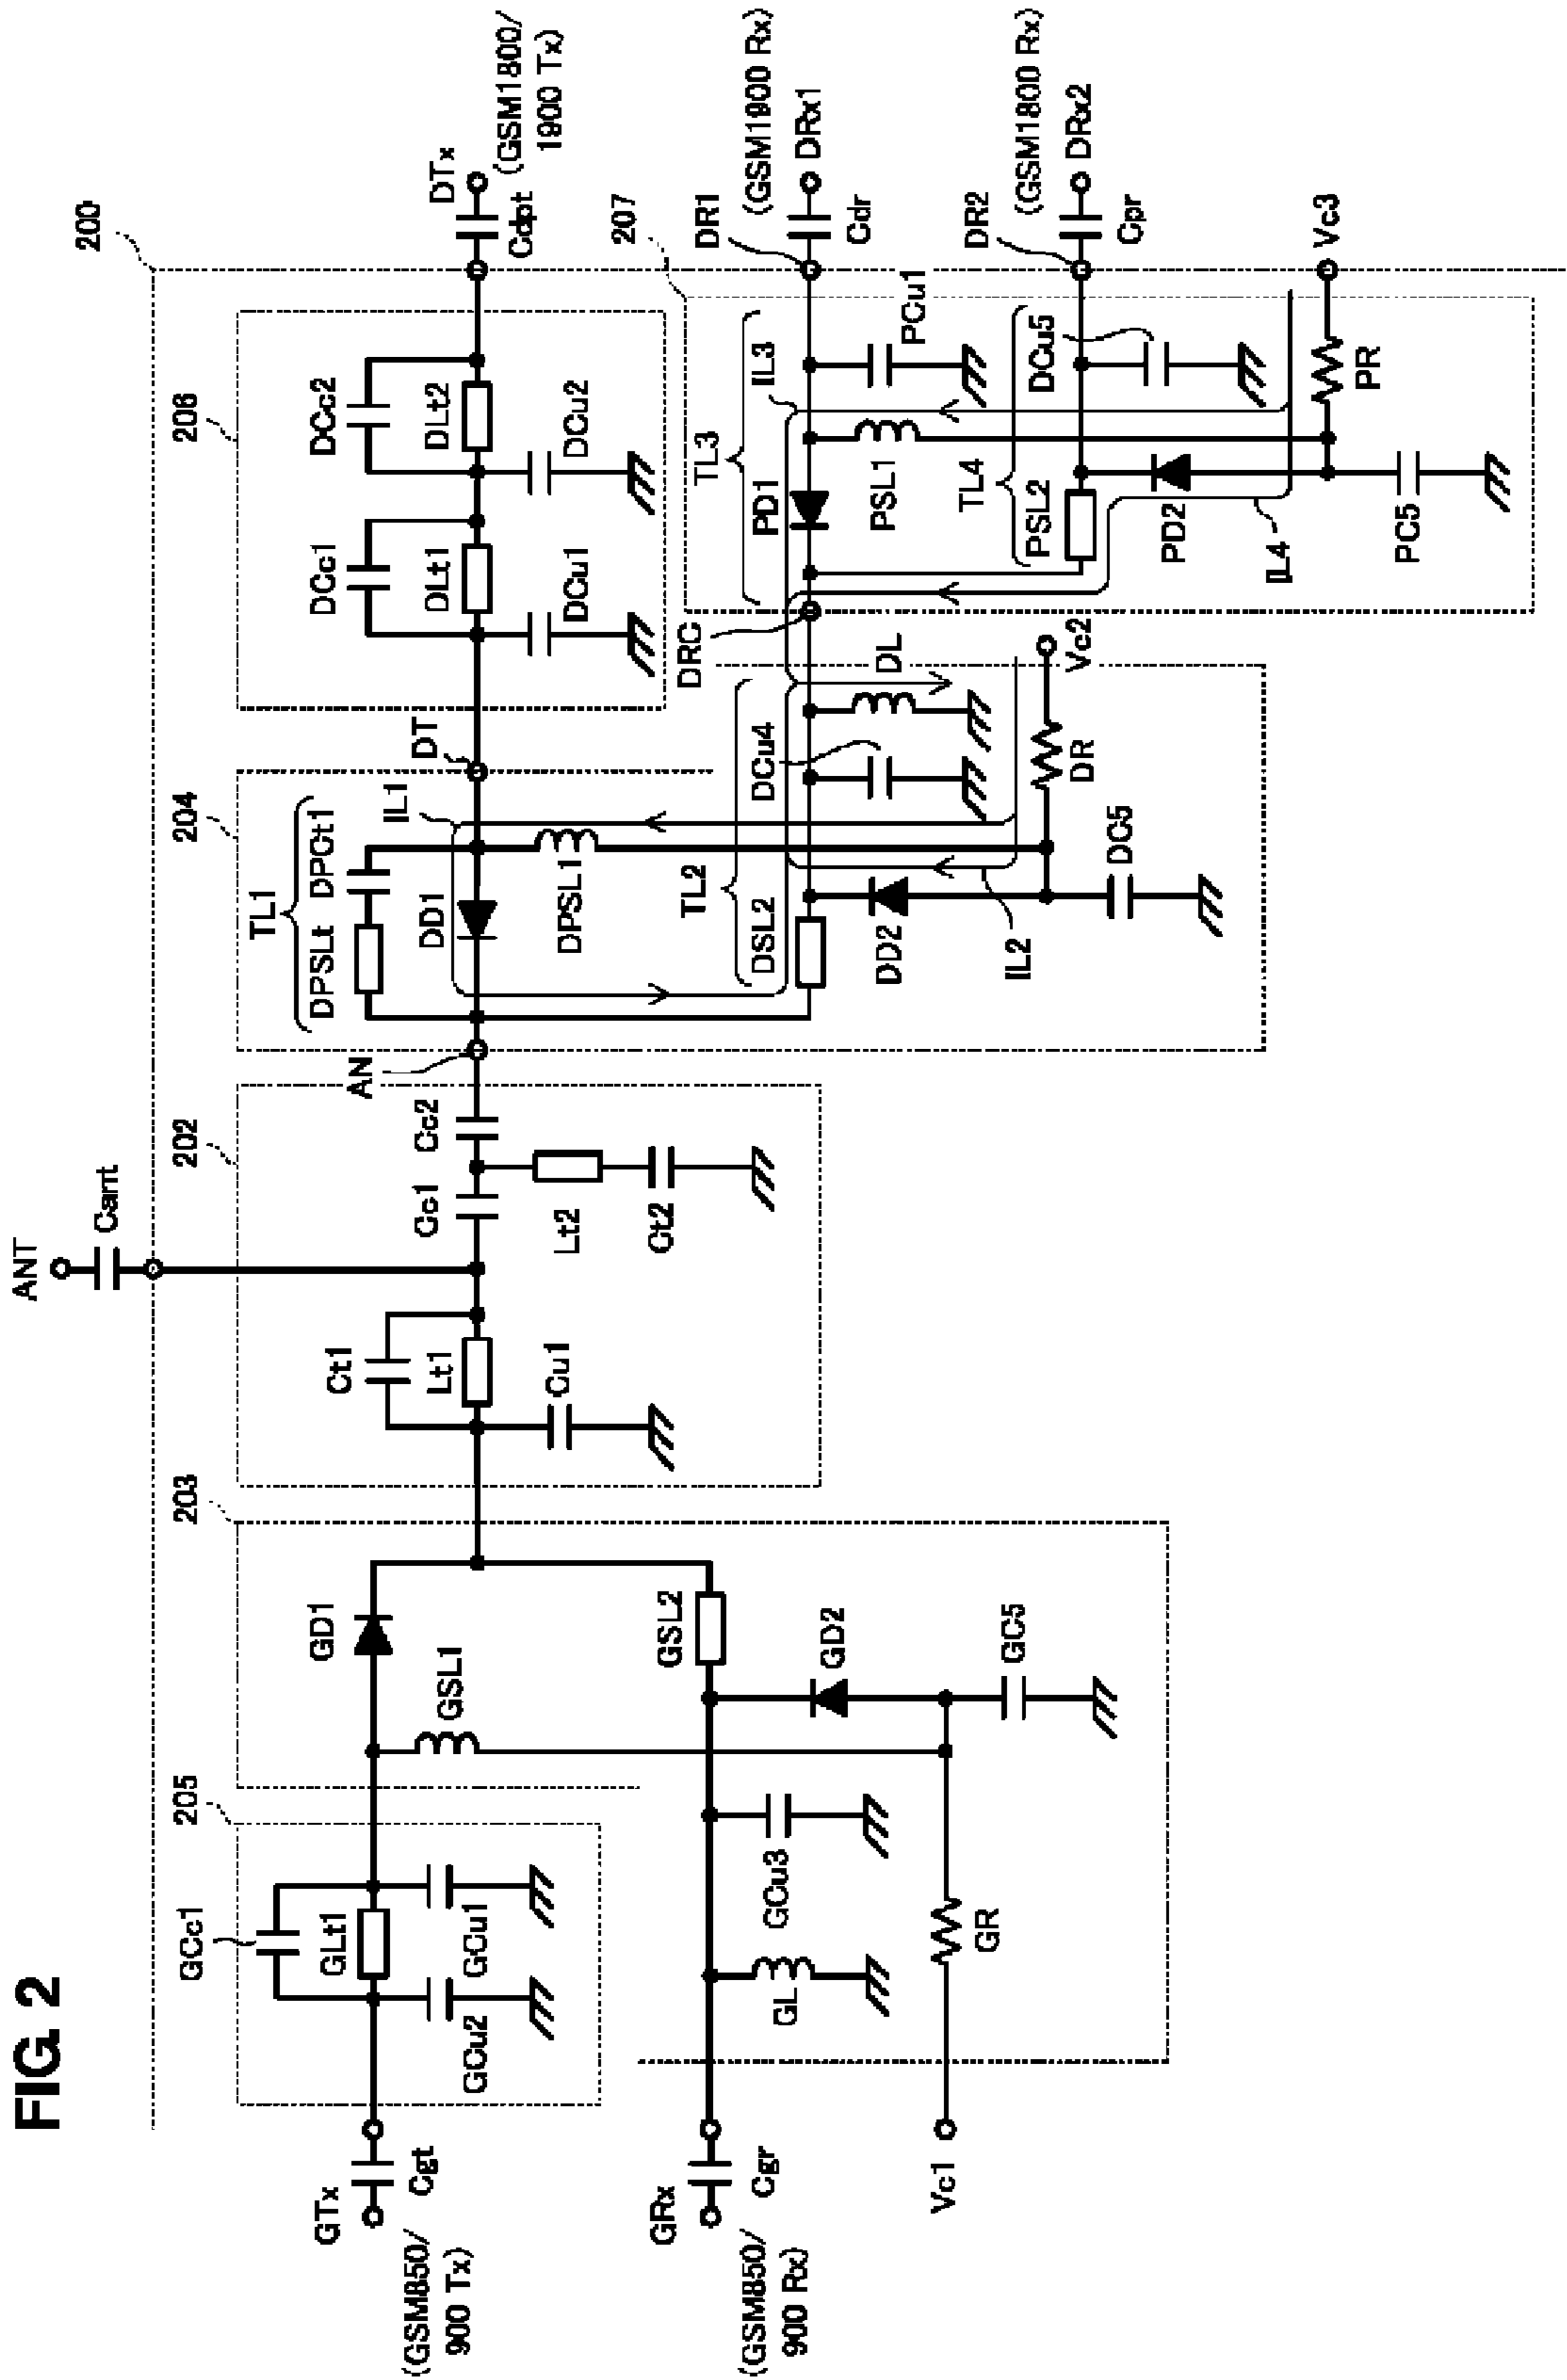 FIG. 2
ANT
Cant
200
GCc1
205
203
202
204
206
GTx
Cgt
(GSM850/
900 Tx)
GLt1
GCu2
GCu1
GD1
GSL1
Ct1
Lt1
Cu1
Cc1
Cc2
Lt2
Ct2
AN
TL1
DPSLt
DPCt1
DD1
IL1
DPSL1
DT
DCc1
DLt1
DCu1
DCc2
DLt2
DCu2
DTx
Cdpt
(GSM1800/
1900 Tx)
GRx
Cgr
(GSM850/
900 Rx)
GL
GCu3
GSL2
GD2
GC5
GR
Vc1
TL2
DSL2
DCu4
DL
DD2
IL2
DC5
DR
Vc2
DRC
207
TL3
PD1
IL3
PCu1
DR1
Cdr
DRx1
(GSM1900 Rx)
PSL1
TL4
PSL2
DCu5
DR2
Cpr
DRx2
(GSM1800 Rx)
PD2
IL4
PC5
PR
Vc3